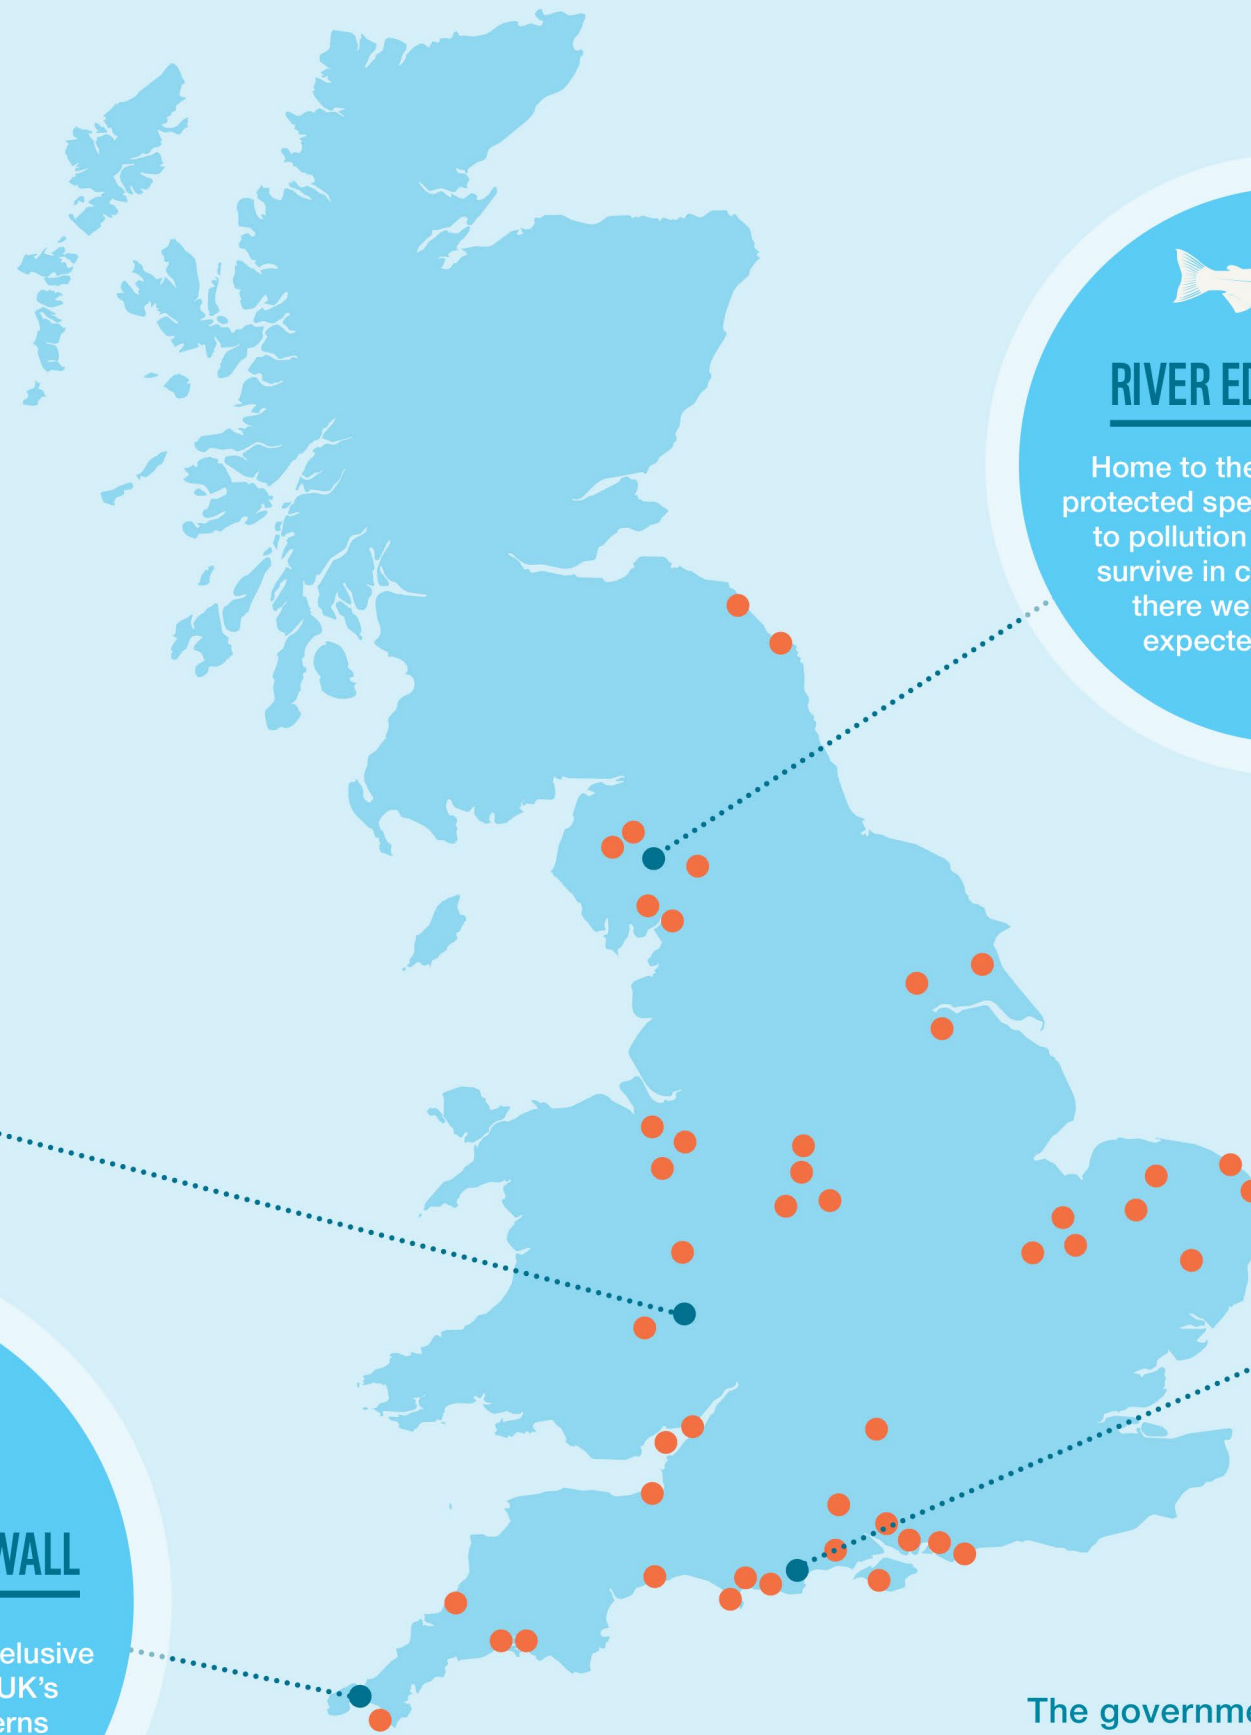 RIVER ED
Home to the
protected spe
to pollution
survive in c
there we
expecte
WALL
elusive
UK's
erns
The governme